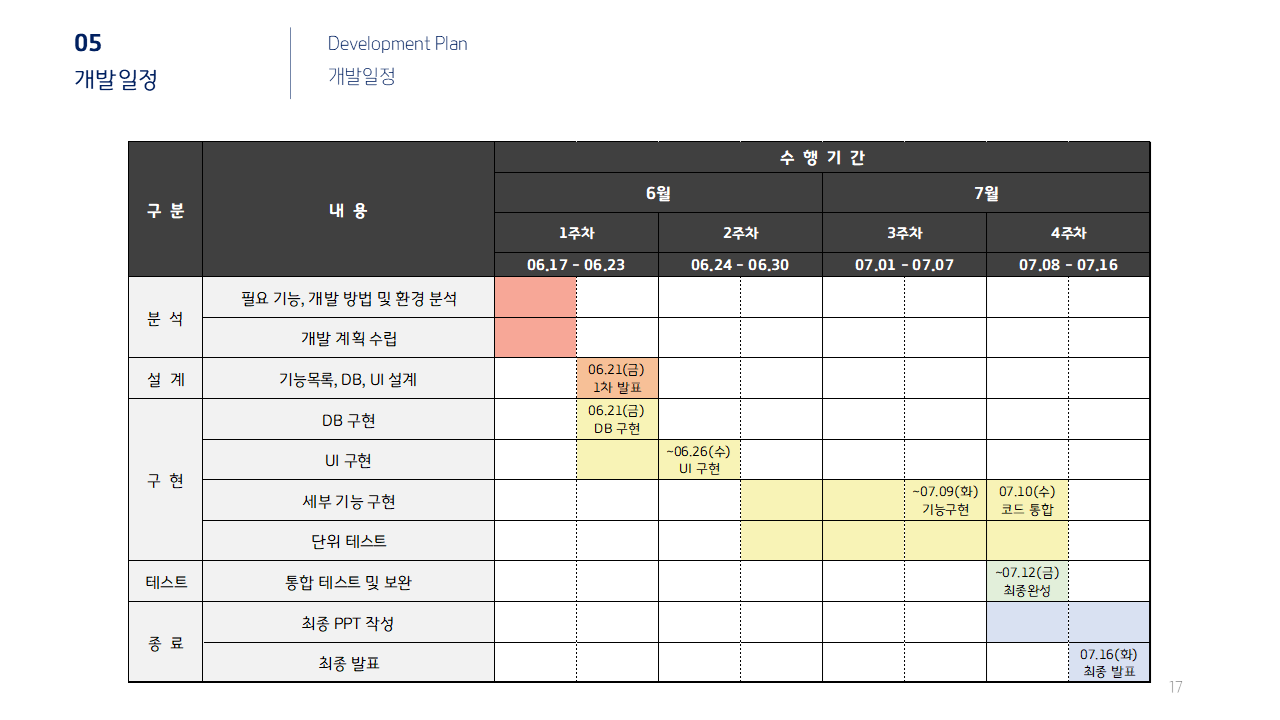 05
개발일정
Development Plan
개발일정
수 행 기 간
구 분
내 용
6월
7월
1주차
2주차
3주차
4주차
06.17 - 06.23
06.24 - 06.30
07.01 - 07.07
07.08 - 07.16
분 석
필요 기능, 개발 방법 및 환경 분석
개발 계획 수립
설 계
기능목록, DB, UI 설계
06.21(금)
1차 발표
구 현
DB 구현
06.21(금)
DB 구현
UI 구현
~06.26(수)
UI 구현
세부 기능 구현
~07.09(화)
기능구현
07.10(수)
코드 통합
단위 테스트
테스트
통합 테스트 및 보완
~07.12(금)
최종완성
종 료
최종 PPT 작성
최종 발표
07.16(화)
최종 발표
17